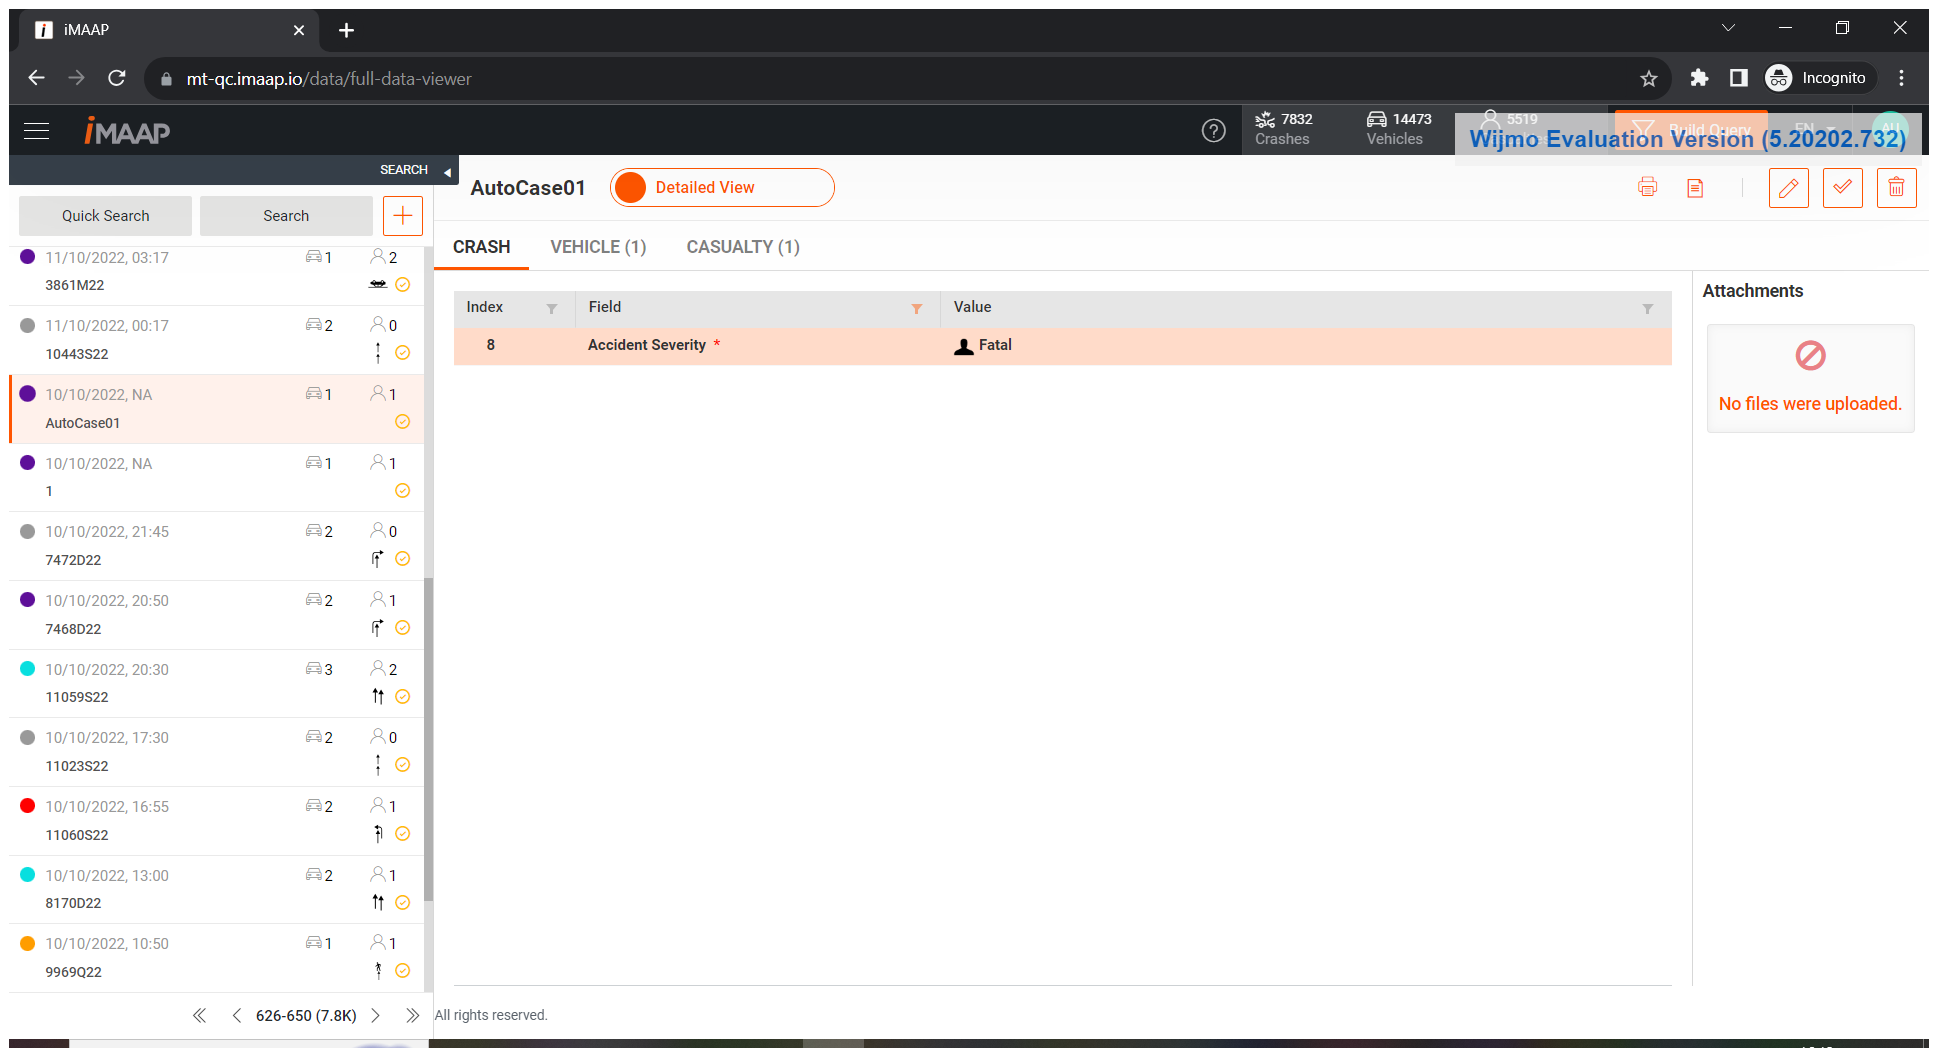 iMAAP
mt-qc.imaap.io/data/full-data-viewer
Incognito
iMAAP
7832
Crashes
14473
Vehicles
5519
Build Query
EN
Wijmo Evaluation Version (5.20202.732)
SEARCH
Quick Search
Search
AutoCase01
Detailed View
CRASH
VEHICLE (1)
CASUALTY (1)
11/10/2022, 03:17 1 2
3861M22
11/10/2022, 00:17 2 0
10443S22
10/10/2022, NA 1 1
AutoCase01
10/10/2022, NA 1 1
1
10/10/2022, 21:45 2 0
7472D22
10/10/2022, 20:50 2 1
7468D22
10/10/2022, 20:30 3 2
11059S22
10/10/2022, 17:30 2 0
11023S22
10/10/2022, 16:55 2 1
11060S22
10/10/2022, 13:00 2 1
8170D22
10/10/2022, 10:50 1 1
9969Q22
626-650 (7.8K)
Index Field Value
8 Accident Severity * Fatal
Attachments
No files were uploaded.
All rights reserved.